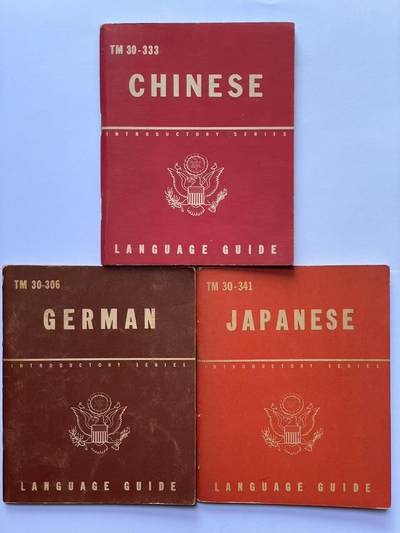 TM 30-333
CHINESE
INTRODUCTORY SERIES
LANGUAGE GUIDE
TM 30-306
GERMAN
INTRODUCTORY SERIES
LANGUAGE GUIDE
TM 30-341
JAPANESE
INTRODUCTORY SERIES
LANGUAGE GUIDE